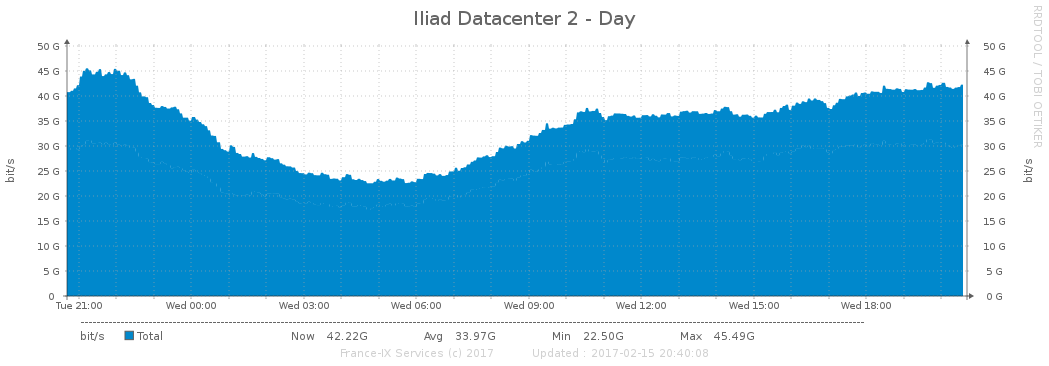 Iliad Datacenter 2 - Day
RRDTOOL / TOBI OETIKER
bit/s
50 G 50 G
45 G 45 G
40 G 40 G
35 G 35 G
30 G 30 G
25 G 25 G
20 G 20 G
15 G 15 G
10 G 10 G
5 G 5 G
0 0 G
bit/s
Tue 21:00 Wed 00:00 Wed 03:00 Wed 06:00 Wed 09:00 Wed 12:00 Wed 15:00 Wed 18:00
bit/s Total Now 42.22G Avg 33.97G Min 22.50G Max 45.49G
France-IX Services (c) 2017 Updated : 2017-02-15 20:40:08